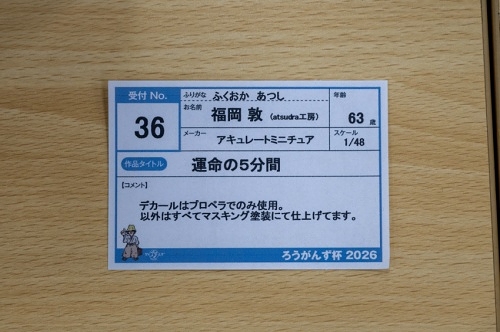 受付 No.
36
ふりがな ふくおか あつし
お名前 福岡 敦 (atsudra工房)
年齢
63 歳
メーカー アキュレートミニチュア
スケール
1/48
作品タイトル 運命の5分間
【コメント】
デカールはプロペラでのみ使用。
以外はすべてマスキング塗装にて仕上げてます。
ろうがんず杯 2026